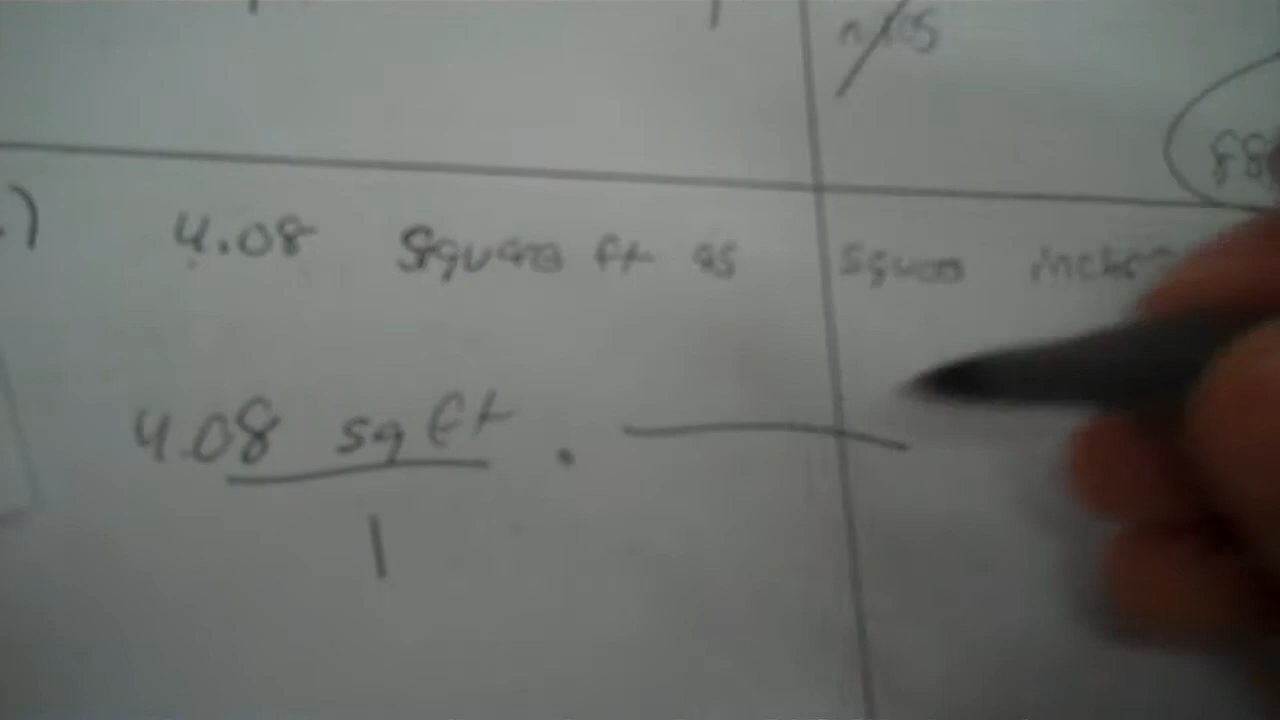 .) 4.08 square ft as square inches
4.08 sq ft .
1